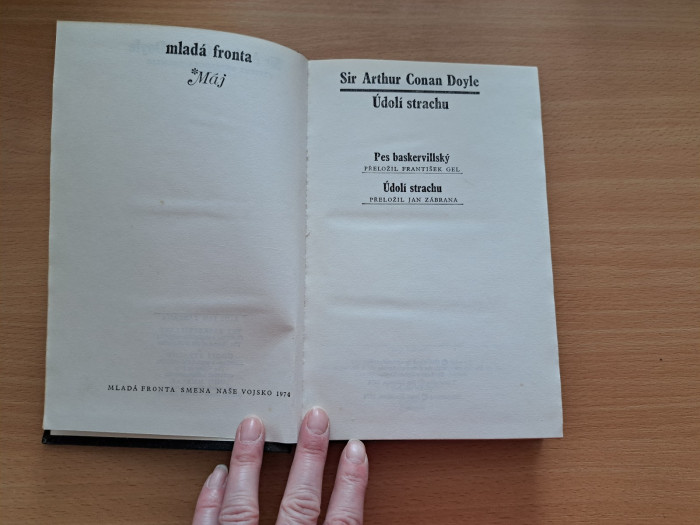 mladá fronta
*Máj
MLADÁ FRONTA SMENA NAŠE VOJSKO 1974
Sir Arthur Conan Doyle
Údolí strachu
Pes baskervillský
PŘELOŽIL FRANTIŠEK GEL
Údolí strachu
PŘELOŽIL JAN ZÁBRANA